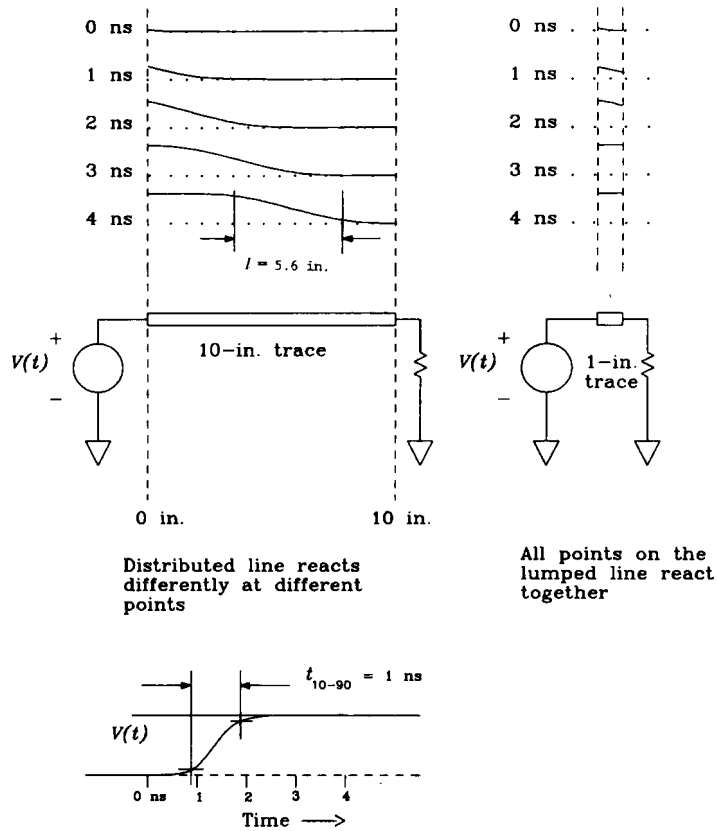 0 ns
1 ns
2 ns
3 ns
4 ns
l = 5.6 in.
V(t)
+
−
10-in. trace
0 in.
10 in.
Distributed line reacts
differently at different
points
0 ns
1 ns
2 ns
3 ns
4 ns
V(t)
+
−
1-in.
trace
All points on the
lumped line react
together
t10-90 = 1 ns
V(t)
0 ns 1 2 3 4
Time